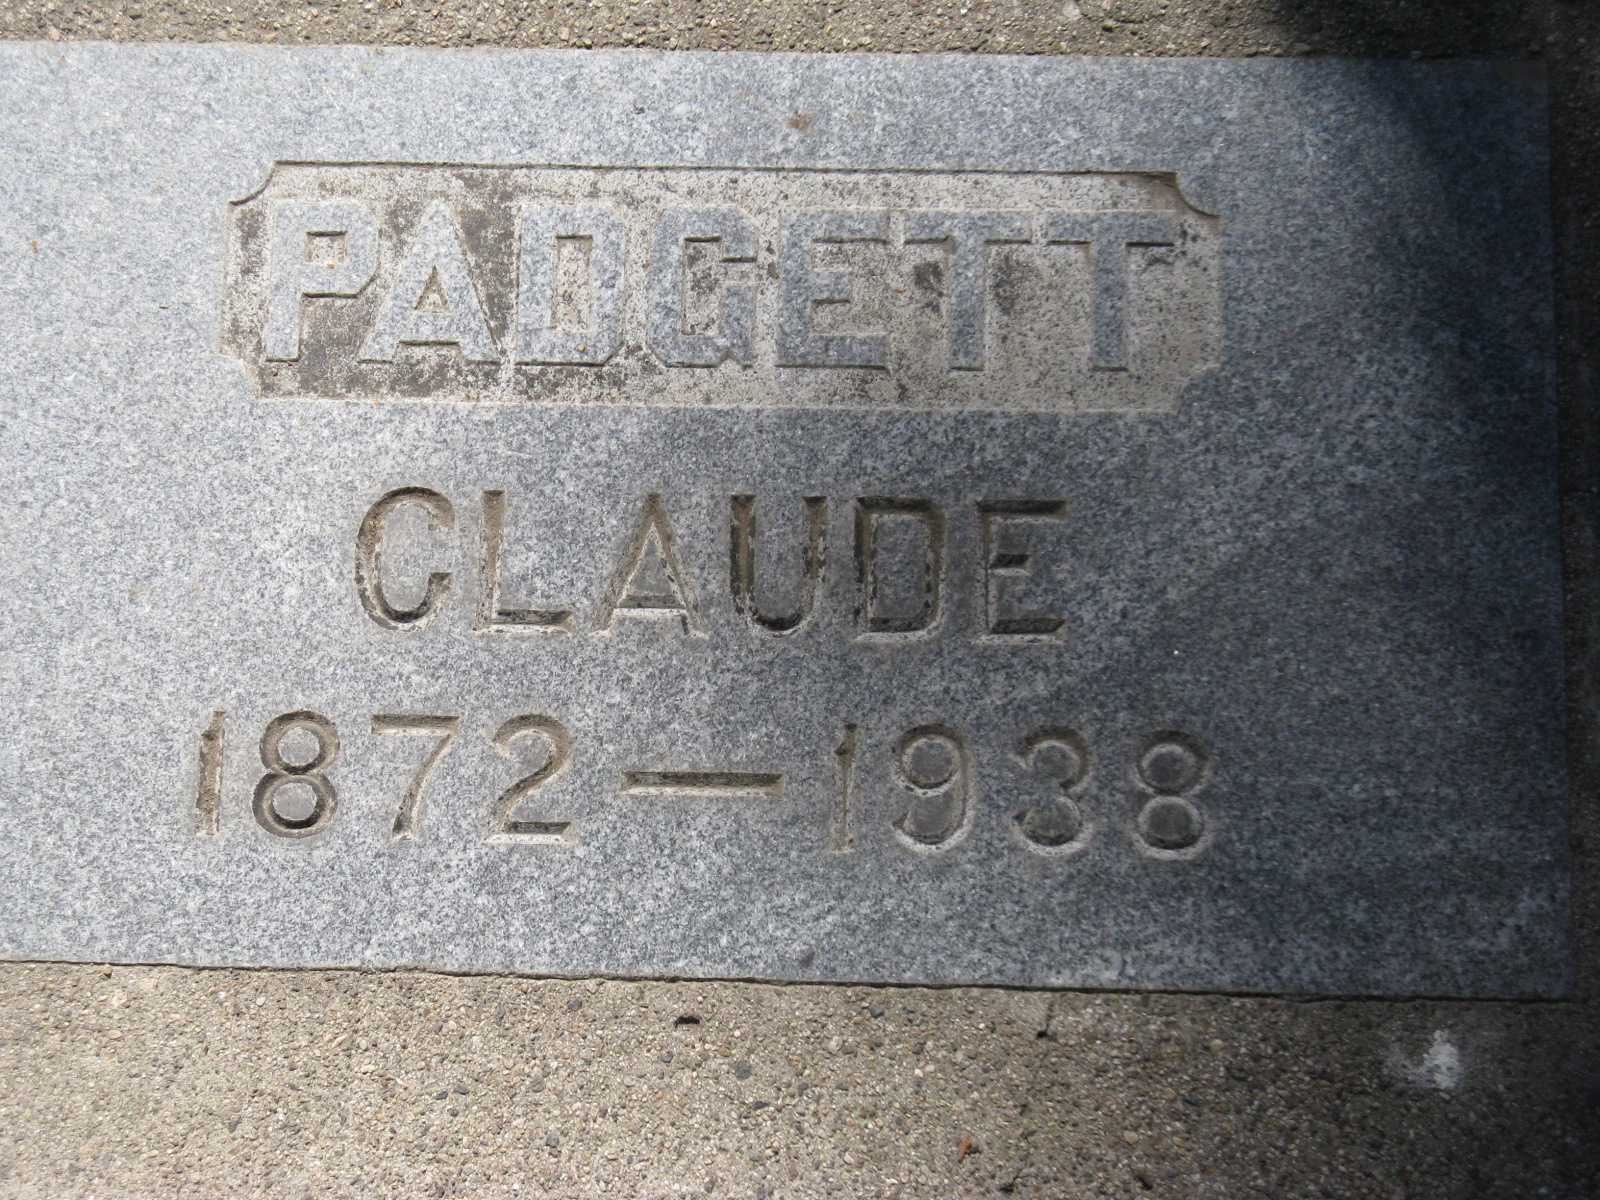 PADGETT
CLAUDE
1872 — 1938